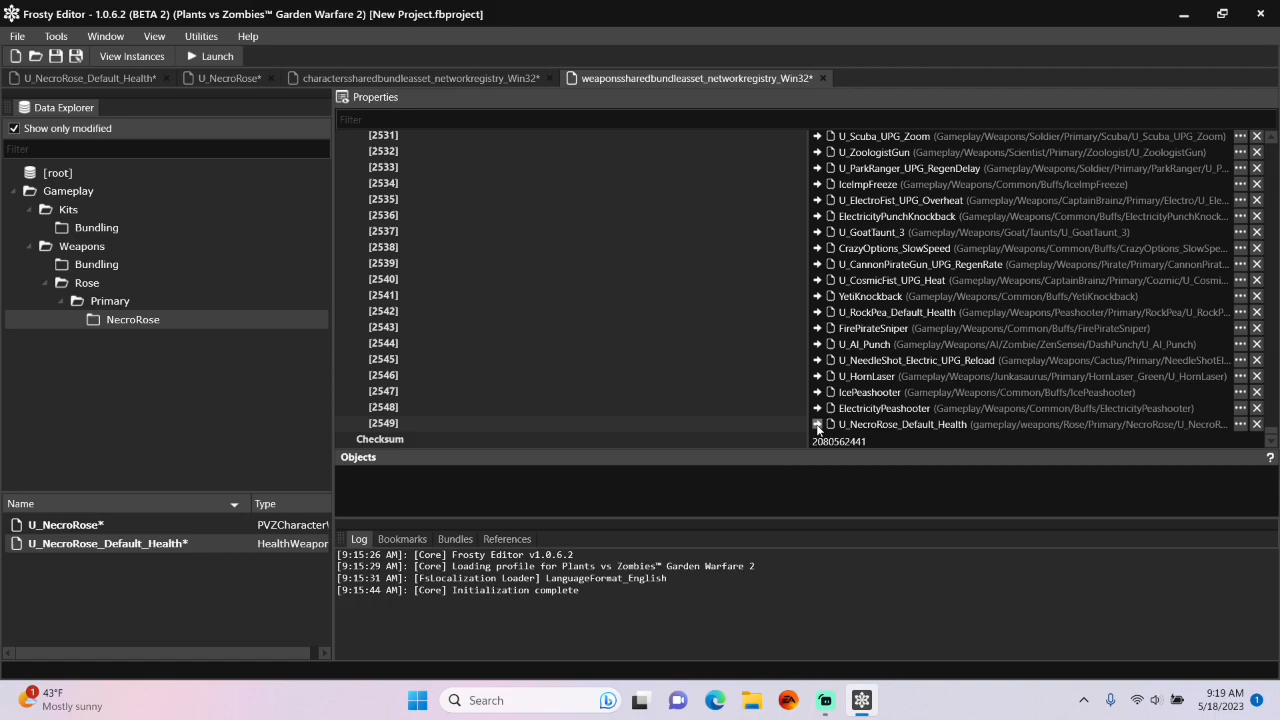 Frosty Editor - 1.0.6.2 (BETA 2) (Plants vs Zombies™ Garden Warfare 2) [New Project.fbproject]
File Tools Window View Utilities Help
View Instances Launch
U_NecroRose_Default_Health* U_NecroRose* characterssharedbundleasset_networkregistry_Win32* weaponssharedbundleasset_networkregistry_Win32*
Data Explorer
Show only modified
Filter
[root]
Gameplay
Kits
Bundling
Weapons
Bundling
Rose
Primary
NecroRose
Name Type
U_NecroRose* PVZCharacter
U_NecroRose_Default_Health* HealthWeapon
Properties
Filter
[2531] U_Scuba_UPG_Zoom (Gameplay/Weapons/Soldier/Primary/Scuba/U_Scuba_UPG_Zoom)
[2532] U_ZoologistGun (Gameplay/Weapons/Scientist/Primary/Zoologist/U_ZoologistGun)
[2533] U_ParkRanger_UPG_RegenDelay (Gameplay/Weapons/Soldier/Primary/ParkRanger/U_P...
[2534] IceImpFreeze (Gameplay/Weapons/Common/Buffs/IceImpFreeze)
[2535] U_ElectroFist_UPG_Overheat (Gameplay/Weapons/CaptainBrainz/Primary/Electro/U_Ele...
[2536] ElectricityPunchKnockback (Gameplay/Weapons/Common/Buffs/ElectricityPunchKnock...
[2537] U_GoatTaunt_3 (Gameplay/Weapons/Goat/Taunts/U_GoatTaunt_3)
[2538] CrazyOptions_SlowSpeed (Gameplay/Weapons/Common/Buffs/CrazyOptions_SlowSpe...
[2539] U_CannonPirateGun_UPG_RegenRate (Gameplay/Weapons/Pirate/Primary/CannonPirat...
[2540] U_CosmicFist_UPG_Heat (Gameplay/Weapons/CaptainBrainz/Primary/Cozmic/U_Cosmic...
[2541] YetiKnockback (Gameplay/Weapons/Common/Buffs/YetiKnockback)
[2542] U_RockPea_Default_Health (Gameplay/Weapons/Peashooter/Primary/RockPea/U_RockP...
[2543] FirePirateSniper (Gameplay/Weapons/Common/Buffs/FirePirateSniper)
[2544] U_AI_Punch (Gameplay/Weapons/AI/Zombie/ZenSensei/DashPunch/U_AI_Punch)
[2545] U_NeedleShot_Electric_UPG_Reload (Gameplay/Weapons/Cactus/Primary/NeedleShotEl...
[2546] U_HornLaser (Gameplay/Weapons/Junkasaurus/Primary/HornLaser_Green/U_HornLaser)
[2547] IcePeashooter (Gameplay/Weapons/Common/Buffs/IcePeashooter)
[2548] ElectricityPeashooter (Gameplay/Weapons/Common/Buffs/ElectricityPeashooter)
[2549] U_NecroRose_Default_Health (gameplay/weapons/Rose/Primary/NecroRose/U_NecroR...
Checksum 2080562441
Objects ?
Log Bookmarks Bundles References
[9:15:26 AM]: [Core] Frosty Editor v1.0.6.2
[9:15:29 AM]: [Core] Loading profile for Plants vs Zombies™ Garden Warfare 2
[9:15:31 AM]: [FsLocalization Loader] LanguageFormat_English
[9:15:44 AM]: [Core] Initialization complete
1 43°F
Mostly sunny
Search
9:19 AM
5/18/2023
1